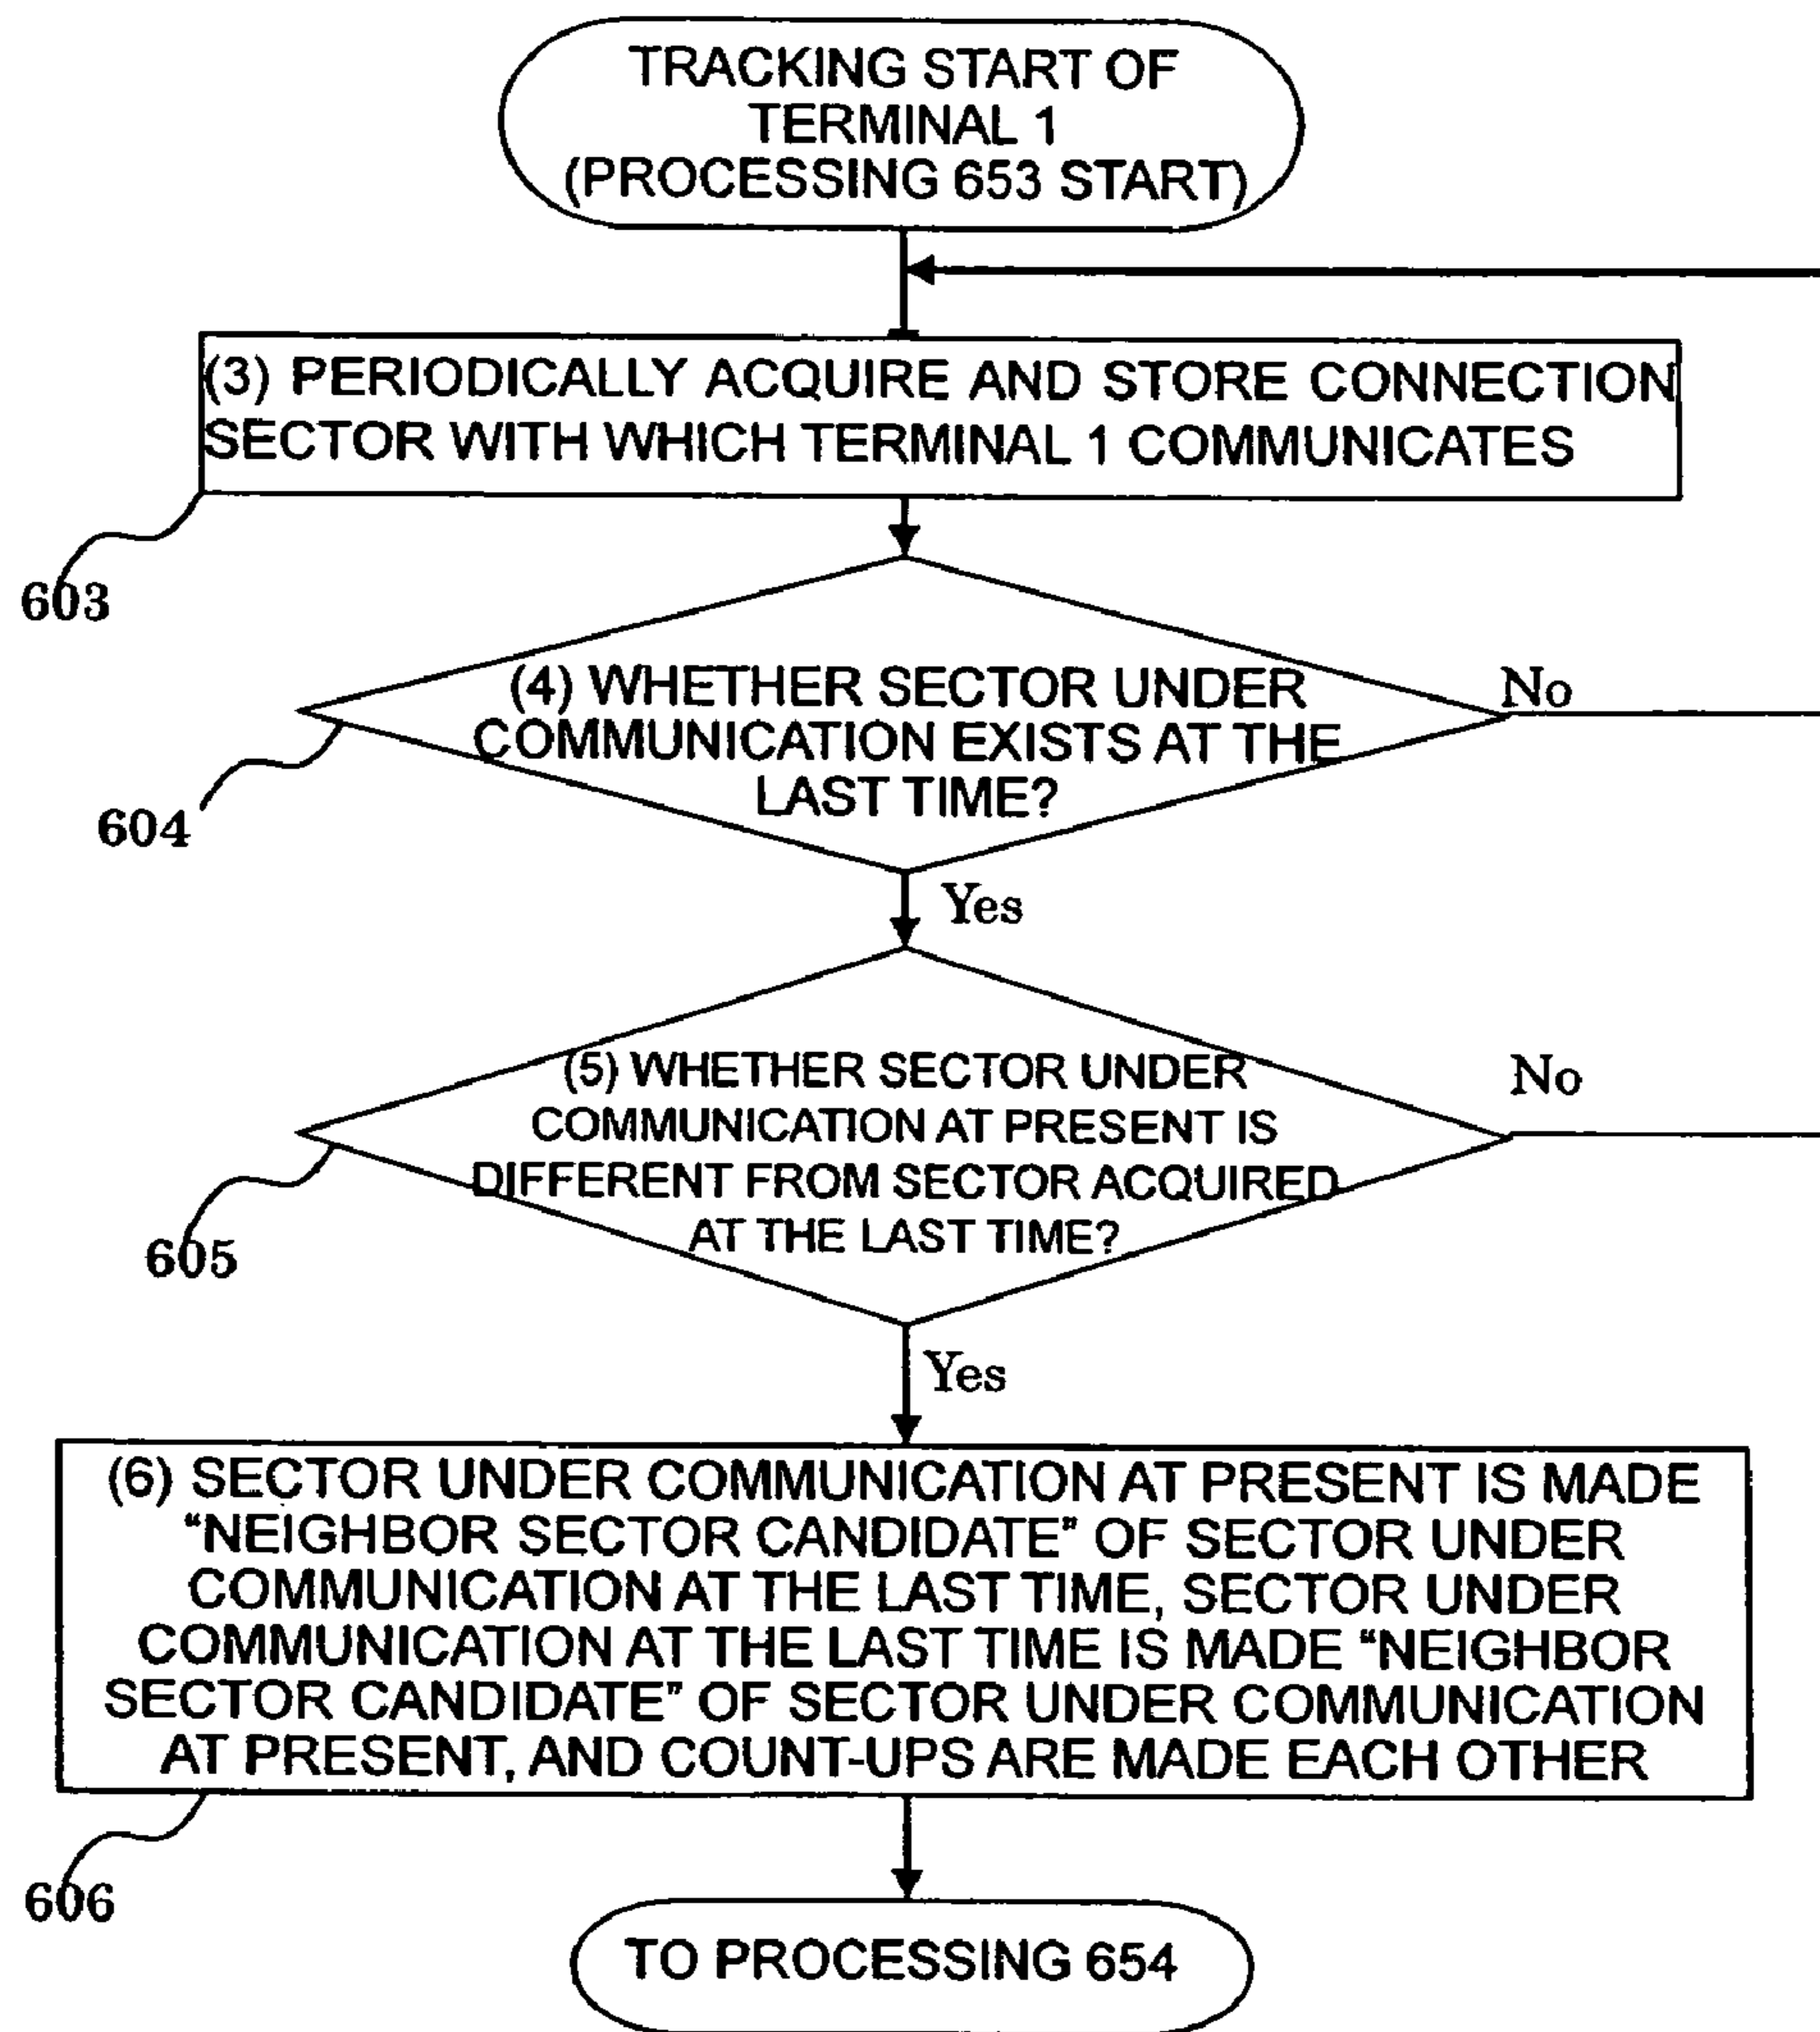 TRACKING START OF
TERMINAL 1
(PROCESSING 653 START)
(3) PERIODICALLY ACQUIRE AND STORE CONNECTION
SECTOR WITH WHICH TERMINAL 1 COMMUNICATES
603
(4) WHETHER SECTOR UNDER
COMMUNICATION EXISTS AT THE
LAST TIME?
No
604
Yes
(5) WHETHER SECTOR UNDER
COMMUNICATION AT PRESENT IS
DIFFERENT FROM SECTOR ACQUIRED
AT THE LAST TIME?
No
605
Yes
(6) SECTOR UNDER COMMUNICATION AT PRESENT IS MADE
“NEIGHBOR SECTOR CANDIDATE” OF SECTOR UNDER
COMMUNICATION AT THE LAST TIME, SECTOR UNDER
COMMUNICATION AT THE LAST TIME IS MADE “NEIGHBOR
SECTOR CANDIDATE” OF SECTOR UNDER COMMUNICATION
AT PRESENT, AND COUNT-UPS ARE MADE EACH OTHER
606
TO PROCESSING 654